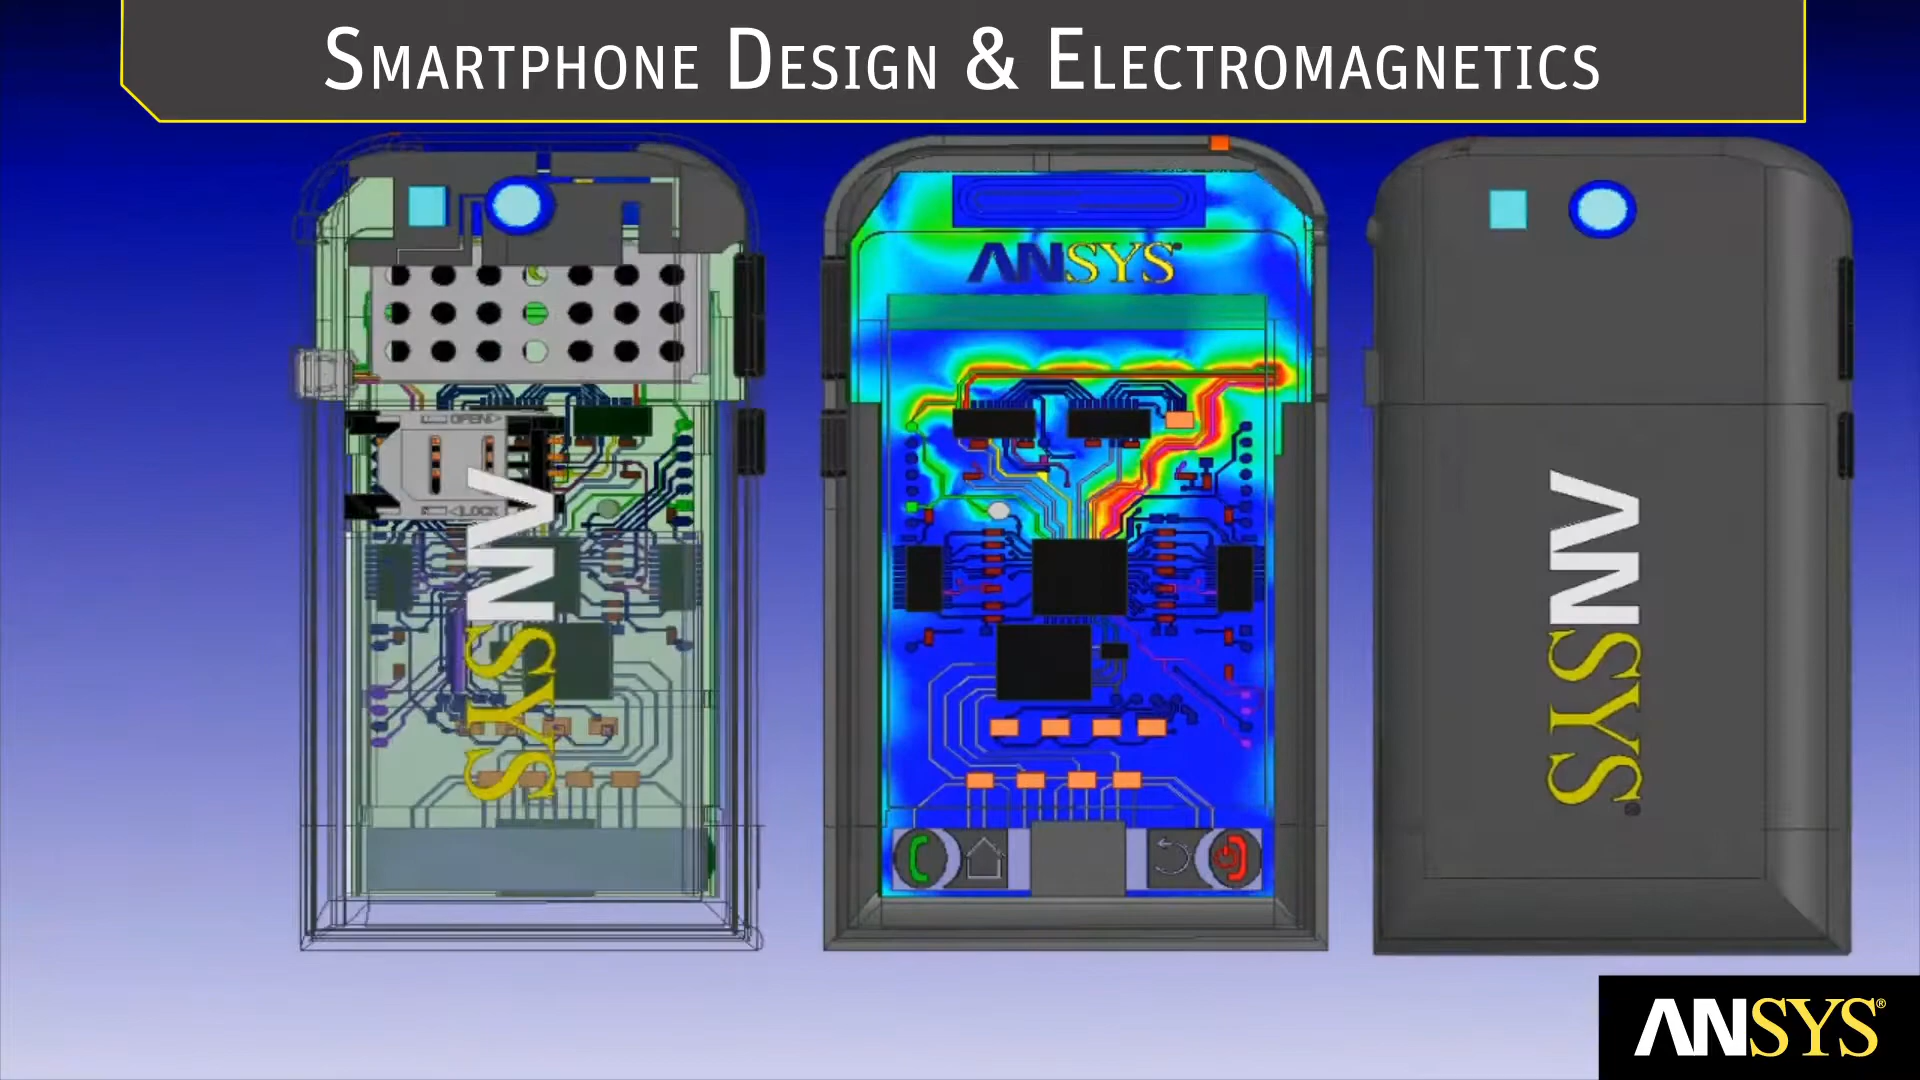 SMARTPHONE DESIGN & ELECTROMAGNETICS
OPEN>
<LOCK
ANSYS
ANSYS®
ANSYS®
ANSYS®